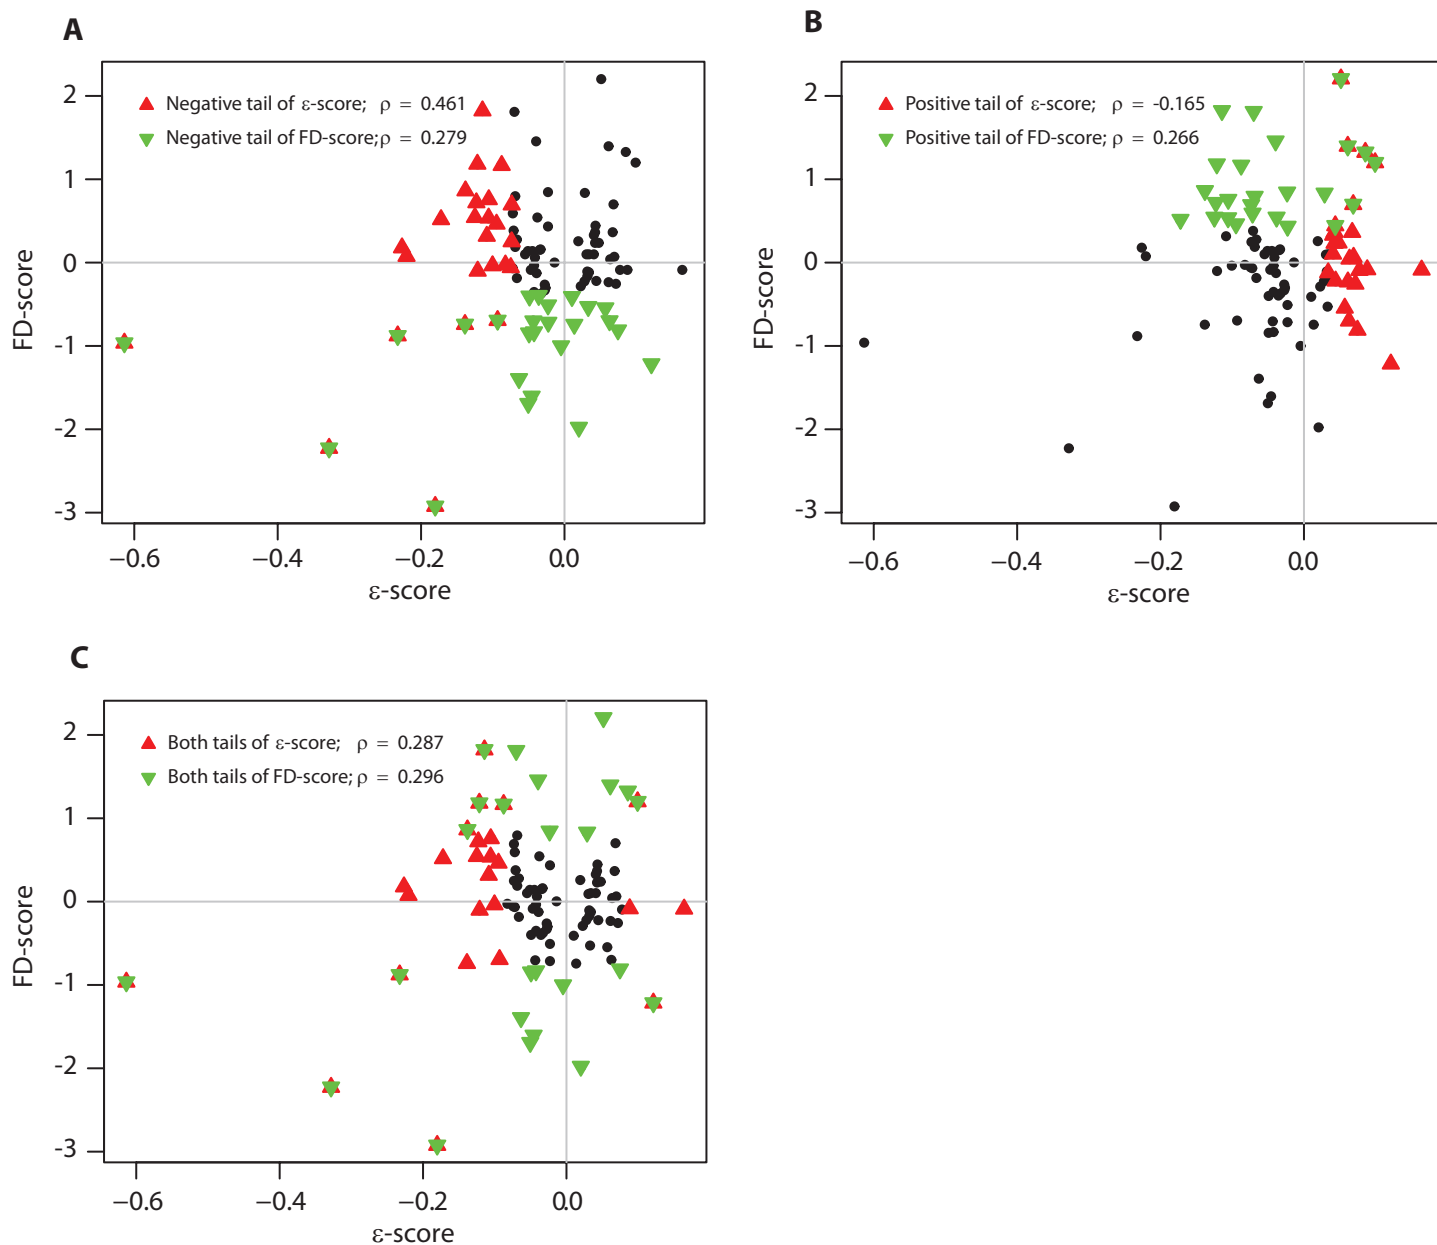 A
Negative tail of ε-score; ρ = 0.461
Negative tail of FD-score; ρ = 0.279
2
1
0
-1
-2
-3
FD-score
−0.6
−0.4
−0.2
0.0
ε-score
B
Positive tail of ε-score; ρ = -0.165
Positive tail of FD-score; ρ = 0.266
2
1
0
-1
-2
-3
FD-score
−0.6
−0.4
−0.2
0.0
ε-score
C
Both tails of ε-score; ρ = 0.287
Both tails of FD-score; ρ = 0.296
2
1
0
-1
-2
-3
FD-score
−0.6
−0.4
−0.2
0.0
ε-score